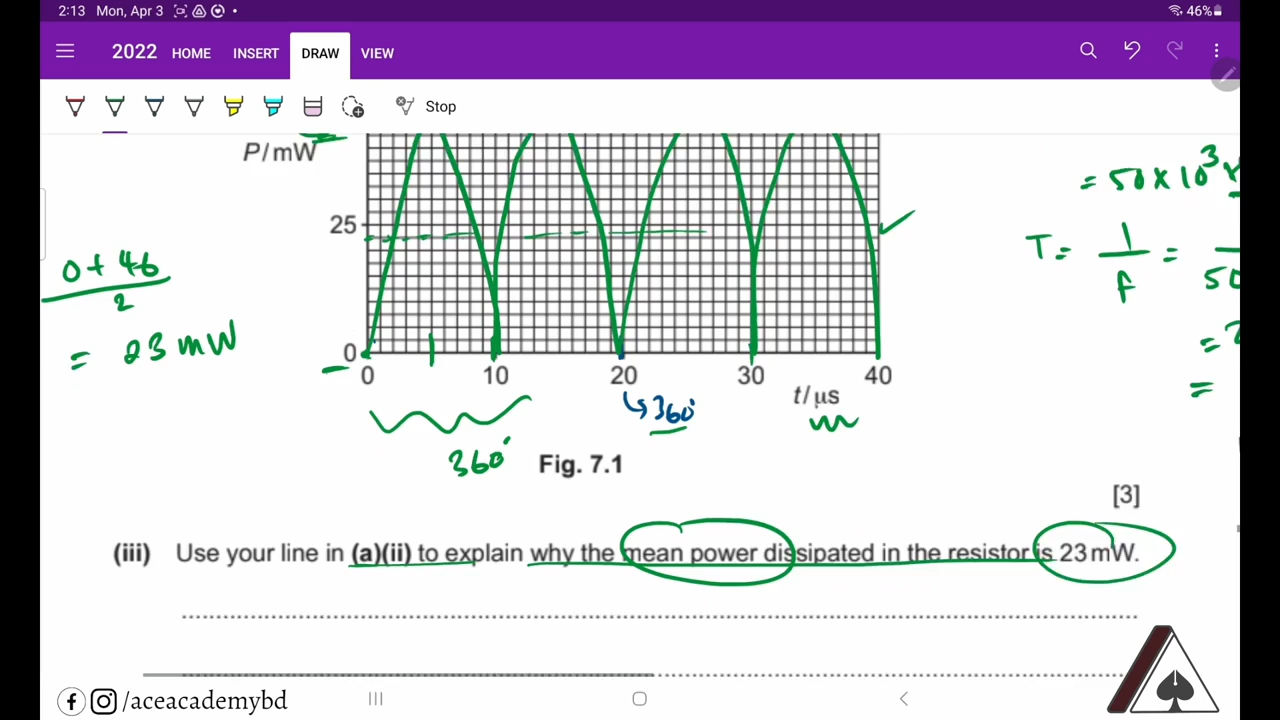 2:13 Mon, Apr 3
46%
2022 HOME INSERT DRAW VIEW
Stop
P/mW
= 50 × 10³ ×
25
T = 1/f =
50
0 + 46
2
= 23 mW
0
0 10 20 30 40
t/μs
↳360°
360°
Fig. 7.1
[3]
(iii) Use your line in (a)(ii) to explain why the mean power dissipated in the resistor is 23 mW.
/aceacademybd